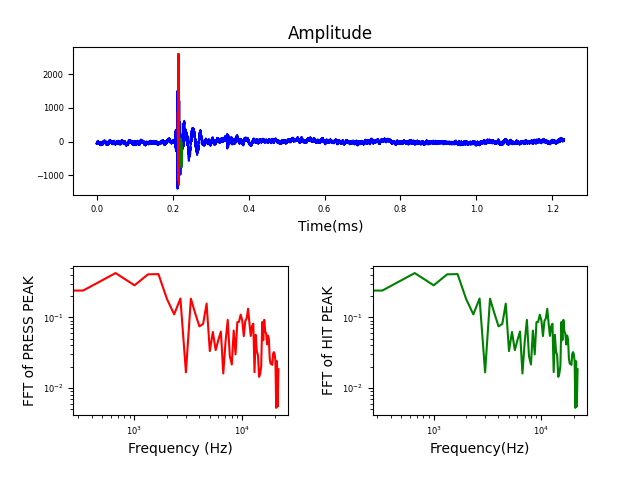 Amplitude
2000
1000
0
−1000
0.0 0.2 0.4 0.6 0.8 1.0 1.2
Time(ms)
FFT of PRESS PEAK
10⁻¹
10⁻²
10³ 10⁴
Frequency (Hz)
FFT of HIT PEAK
10⁻¹
10⁻²
10³ 10⁴
Frequency(Hz)